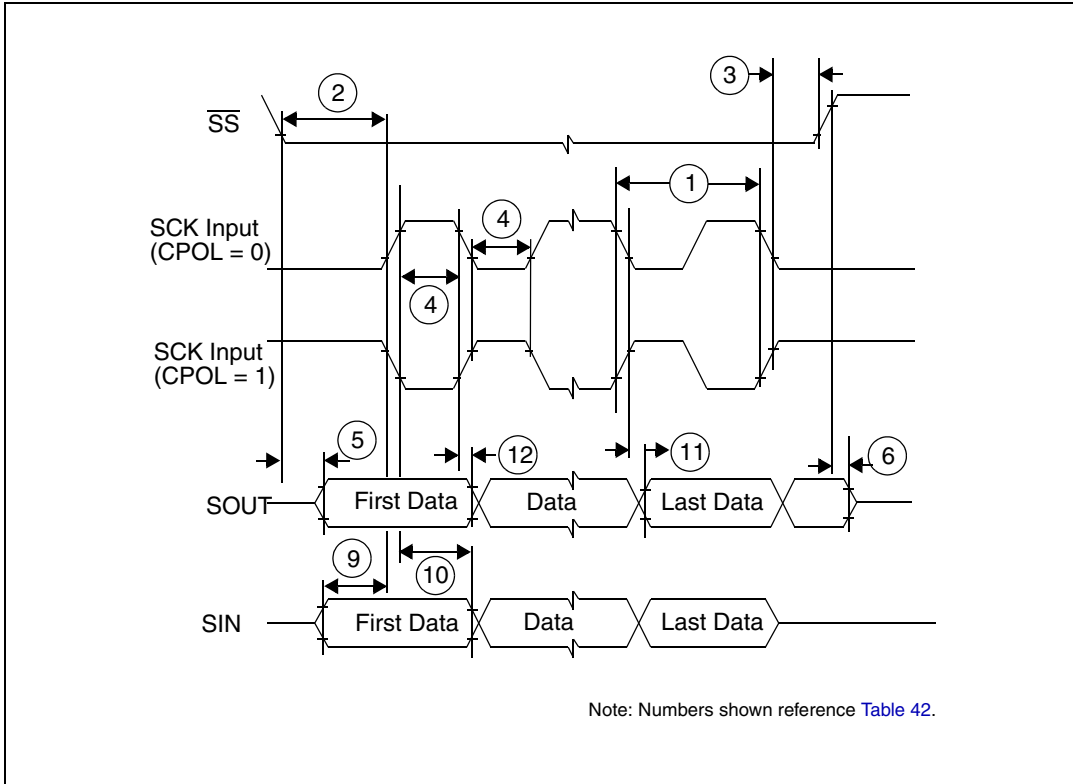 2
3
SS
1
SCK Input
(CPOL = 0)
4
4
SCK Input
(CPOL = 1)
5
12
11
6
SOUT
First Data
Data
Last Data
9
10
SIN
First Data
Data
Last Data
Note: Numbers shown reference Table 42.